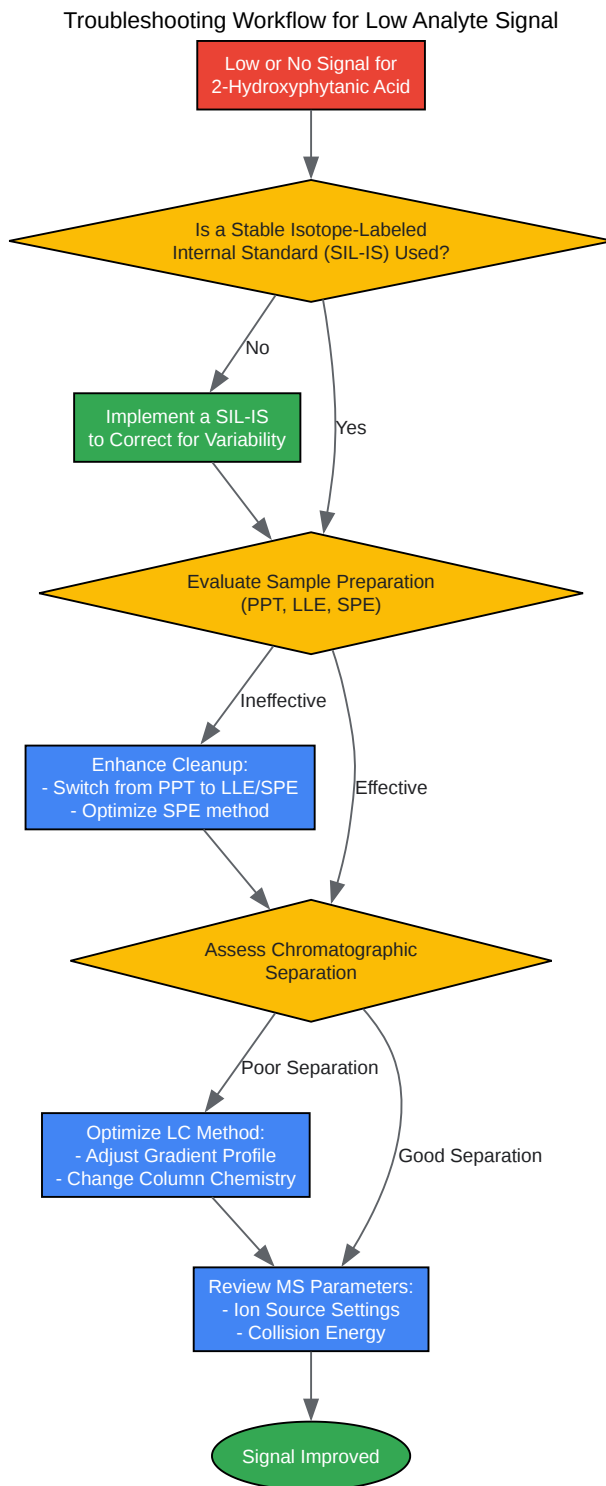 Troubleshooting Workflow for Low Analyte Signal
Low or No Signal for
2-Hydroxyphytanic Acid
Is a Stable Isotope-Labeled
Internal Standard (SIL-IS) Used?
No
Yes
Implement a SIL-IS
to Correct for Variability
Evaluate Sample Preparation
(PPT, LLE, SPE)
Ineffective
Effective
Enhance Cleanup:
- Switch from PPT to LLE/SPE
- Optimize SPE method
Assess Chromatographic
Separation
Poor Separation
Good Separation
Optimize LC Method:
- Adjust Gradient Profile
- Change Column Chemistry
Review MS Parameters:
- Ion Source Settings
- Collision Energy
Signal Improved